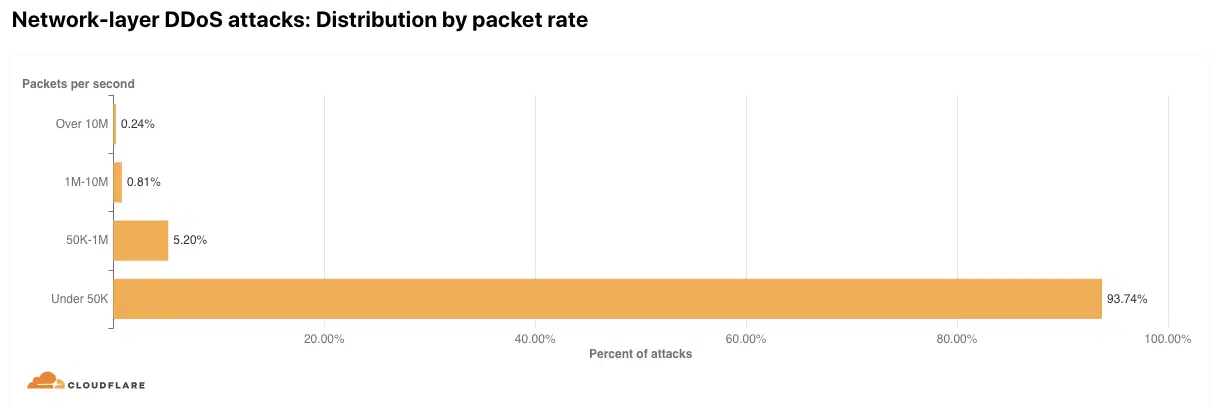 Network-layer DDoS attacks: Distribution by packet rate
Packets per second
Over 10M 0.24%
1M-10M 0.81%
50K-1M 5.20%
Under 50K 93.74%
20.00% 40.00% 60.00% 80.00% 100.00%
Percent of attacks
CLOUDFLARE